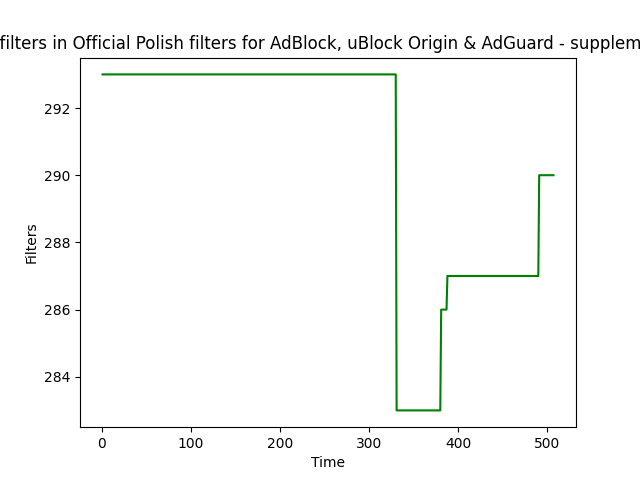 filters in Official Polish filters for AdBlock, uBlock Origin & AdGuard - supplem
292
290
288
286
284
Filters
0 100 200 300 400 500
Time